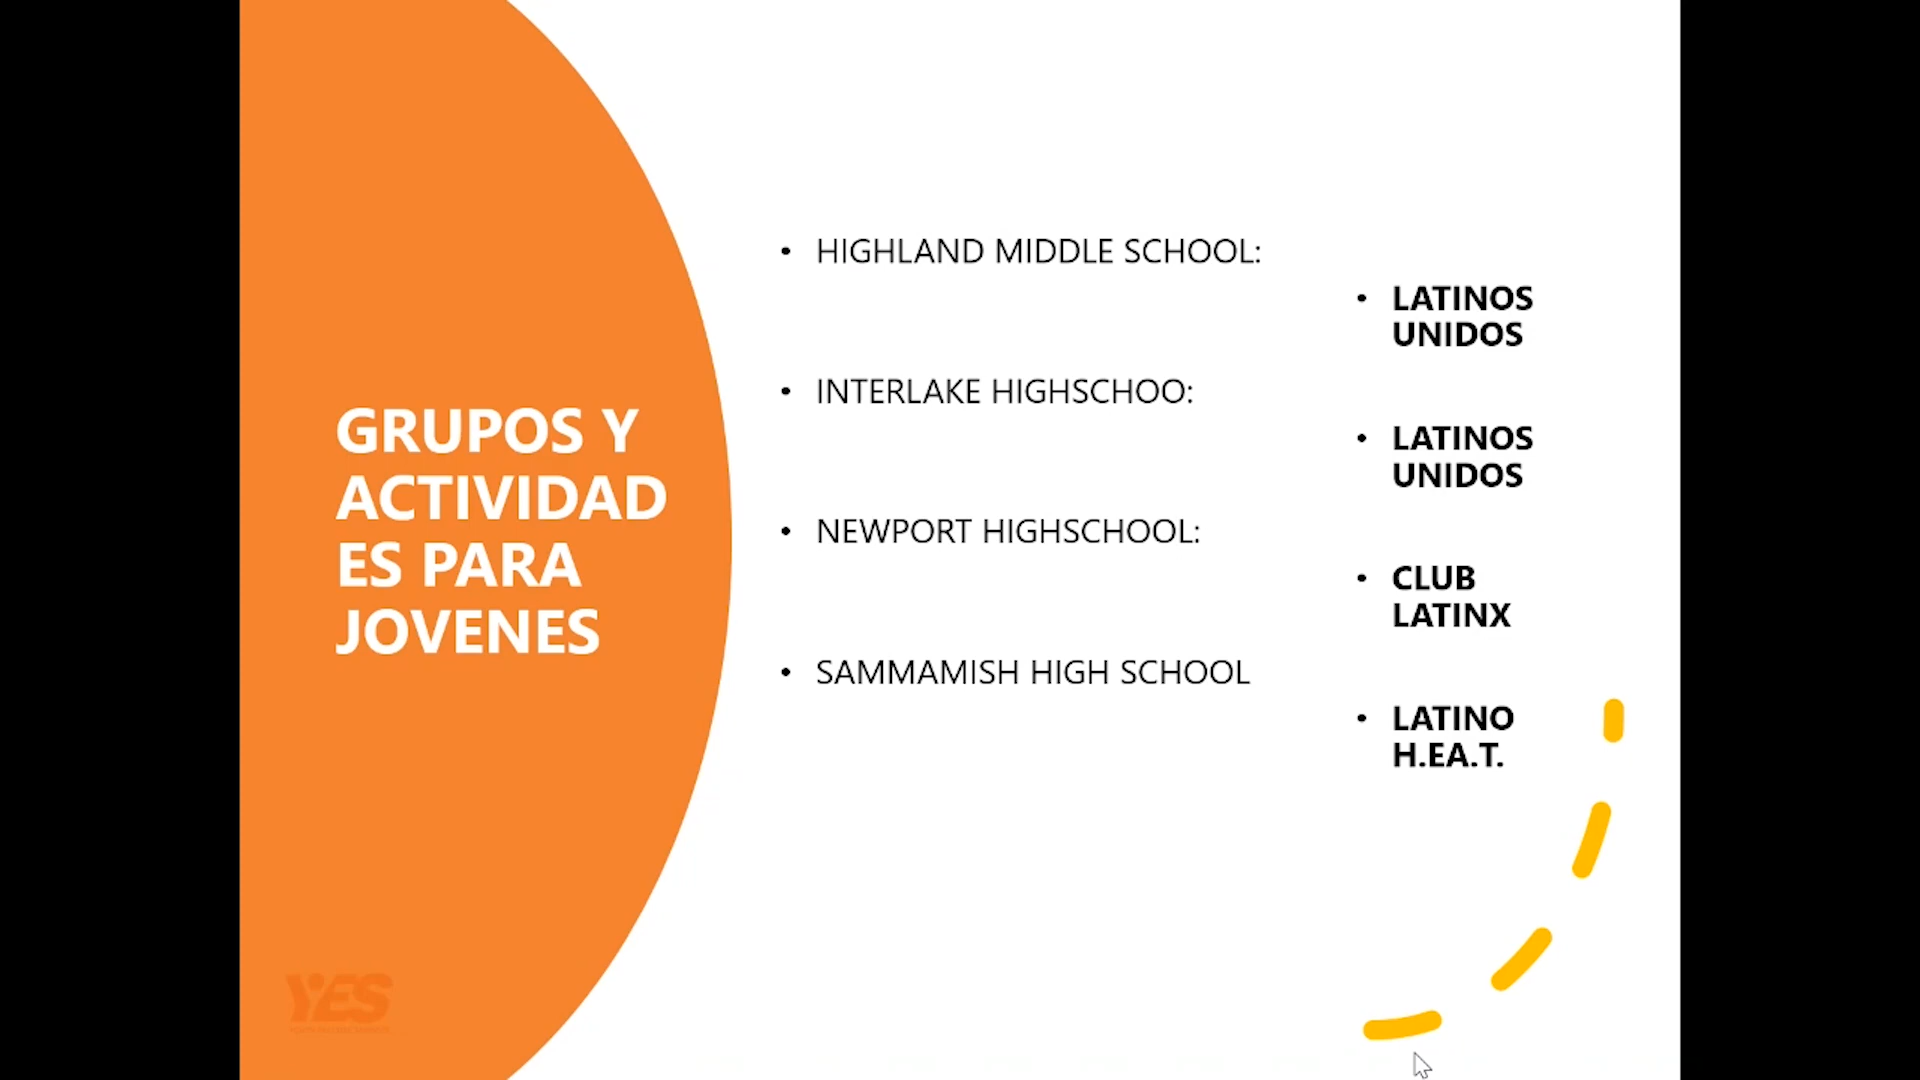 GRUPOS Y
ACTIVIDAD
ES PARA
JOVENES
• HIGHLAND MIDDLE SCHOOL:
• LATINOS
UNIDOS
• INTERLAKE HIGHSCHOO:
• LATINOS
UNIDOS
• NEWPORT HIGHSCHOOL:
• CLUB
LATINX
• SAMMAMISH HIGH SCHOOL
• LATINO
H.EA.T.
YES